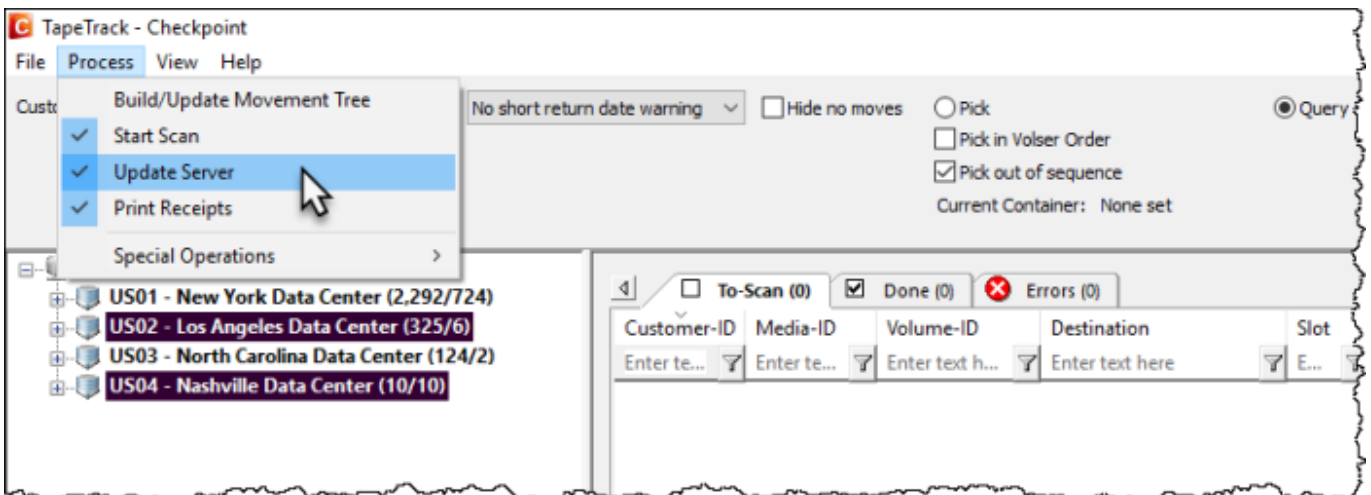 TapeTrack - Checkpoint
File Process View Help
Build/Update Movement Tree
Start Scan
Update Server
Print Receipts
Special Operations
Custo
No short return date warning
Hide no moves
Pick
Query
Pick in Volser Order
Pick out of sequence
Current Container: None set
US01 - New York Data Center (2,292/724)
US02 - Los Angeles Data Center (325/6)
US03 - North Carolina Data Center (124/2)
US04 - Nashville Data Center (10/10)
To-Scan (0) Done (0) Errors (0)
Customer-ID Media-ID Volume-ID Destination Slot
Enter te... Enter te... Enter text h... Enter text here E...